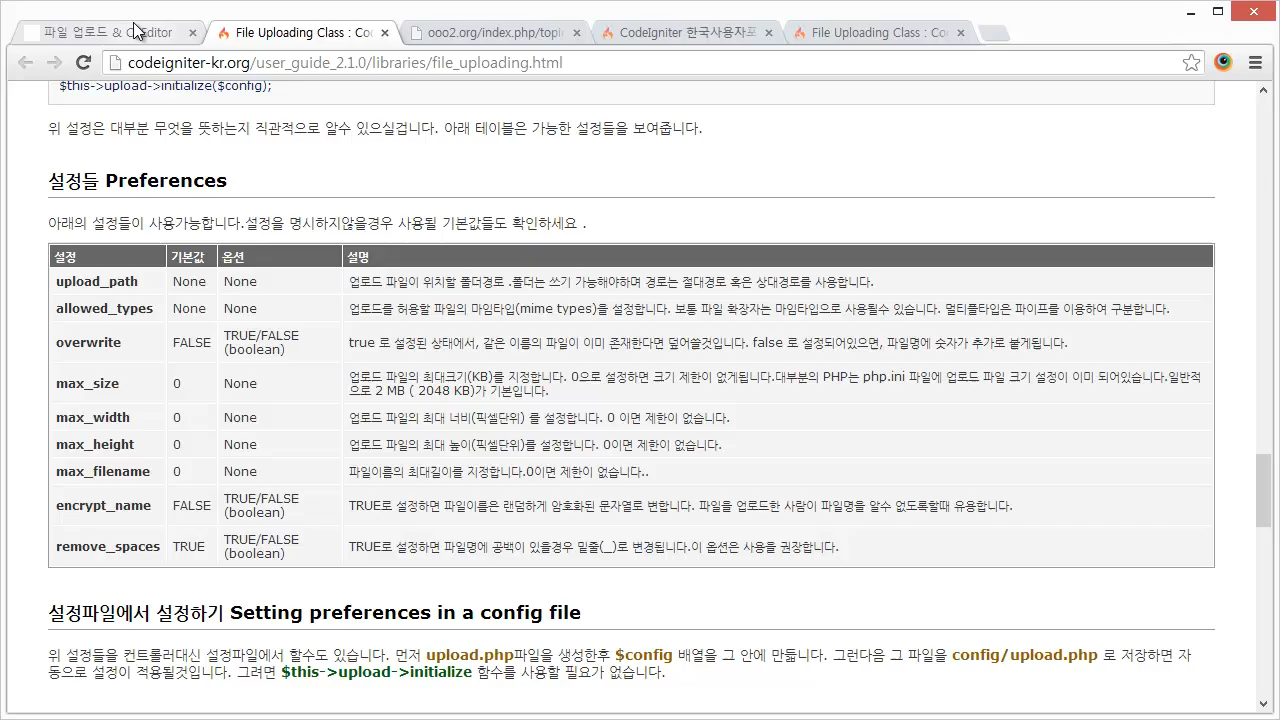 파일 업로드 & CKEditor
File Uploading Class : Co
ooo2.org/index.php/topi
CodeIgniter 한국사용자포
File Uploading Class : Co
codeigniter-kr.org/user_guide_2.1.0/libraries/file_uploading.html
$this->upload->initialize($config);
위 설정은 대부분 무엇을 뜻하는지 직관적으로 알수 있으실겁니다. 아래 테이블은 가능한 설정들을 보여줍니다.
설정들 Preferences
아래의 설정들이 사용가능합니다.설정을 명시하지않을경우 사용될 기본값들도 확인하세요 .
설정 기본값 옵션 설명
upload_path None None 업로드 파일이 위치할 폴더경로 .폴더는 쓰기 가능해야하며 경로는 절대경로 혹은 상대경로를 사용합니다.
allowed_types None None 업로드를 허용할 파일의 마임타입(mime types)을 설정합니다. 보통 파일 확장자는 마임타입으로 사용될수 있습니다. 멀티플타입은 파이프를 이용하여 구분합니다.
overwrite FALSE TRUE/FALSE
(boolean) true 로 설정된 상태에서, 같은 이름의 파일이 이미 존재한다면 덮어쓸것입니다. false 로 설정되어있으면, 파일명에 숫자가 추가로 붙게됩니다.
max_size 0 None 업로드 파일의 최대크기(KB)를 지정합니다. 0으로 설정하면 크기 제한이 없게됩니다.대부분의 PHP는 php.ini 파일에 업로드 파일 크기 설정이 이미 되어있습니다.일반적
으로 2 MB ( 2048 KB)가 기본입니다.
max_width 0 None 업로드 파일의 최대 너비(픽셀단위) 를 설정합니다. 0 이면 제한이 없습니다.
max_height 0 None 업로드 파일의 최대 높이(픽셀단위)를 설정합니다. 0이면 제한이 없습니다.
max_filename 0 None 파일이름의 최대길이를 지정합니다.0이면 제한이 없습니다..
encrypt_name FALSE TRUE/FALSE
(boolean) TRUE로 설정하면 파일이름은 랜덤하게 암호화된 문자열로 변합니다. 파일을 업로드한 사람이 파일명을 알수 없도록할때 유용합니다.
remove_spaces TRUE TRUE/FALSE
(boolean) TRUE로 설정하면 파일명에 공백이 있을경우 밑줄(_)로 변경됩니다.이 옵션은 사용을 권장합니다.
설정파일에서 설정하기 Setting preferences in a config file
위 설정들을 컨트롤러대신 설정파일에서 할수도 있습니다. 먼저 upload.php파일을 생성한후 $config 배열을 그 안에 만듧니다. 그런다음 그 파일을 config/upload.php 로 저장하면 자
동으로 설정이 적용될것입니다. 그러면 $this->upload->initialize 함수를 사용할 필요가 없습니다.